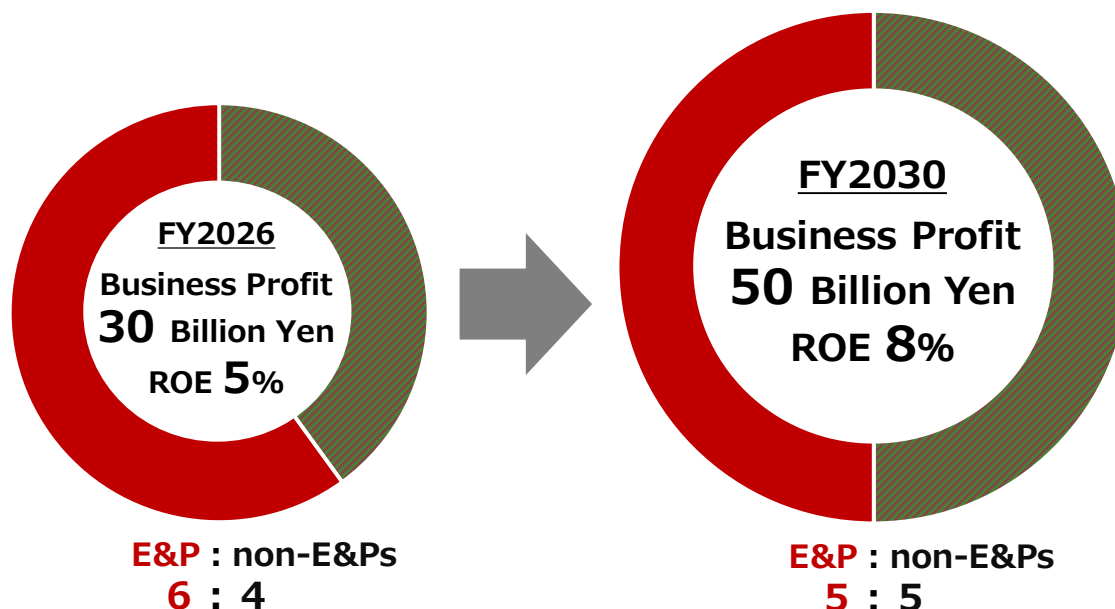 FY2026
Business Profit
30 Billion Yen
ROE 5%
E&P : non-E&Ps
6 : 4
FY2030
Business Profit
50 Billion Yen
ROE 8%
E&P : non-E&Ps
5 : 5